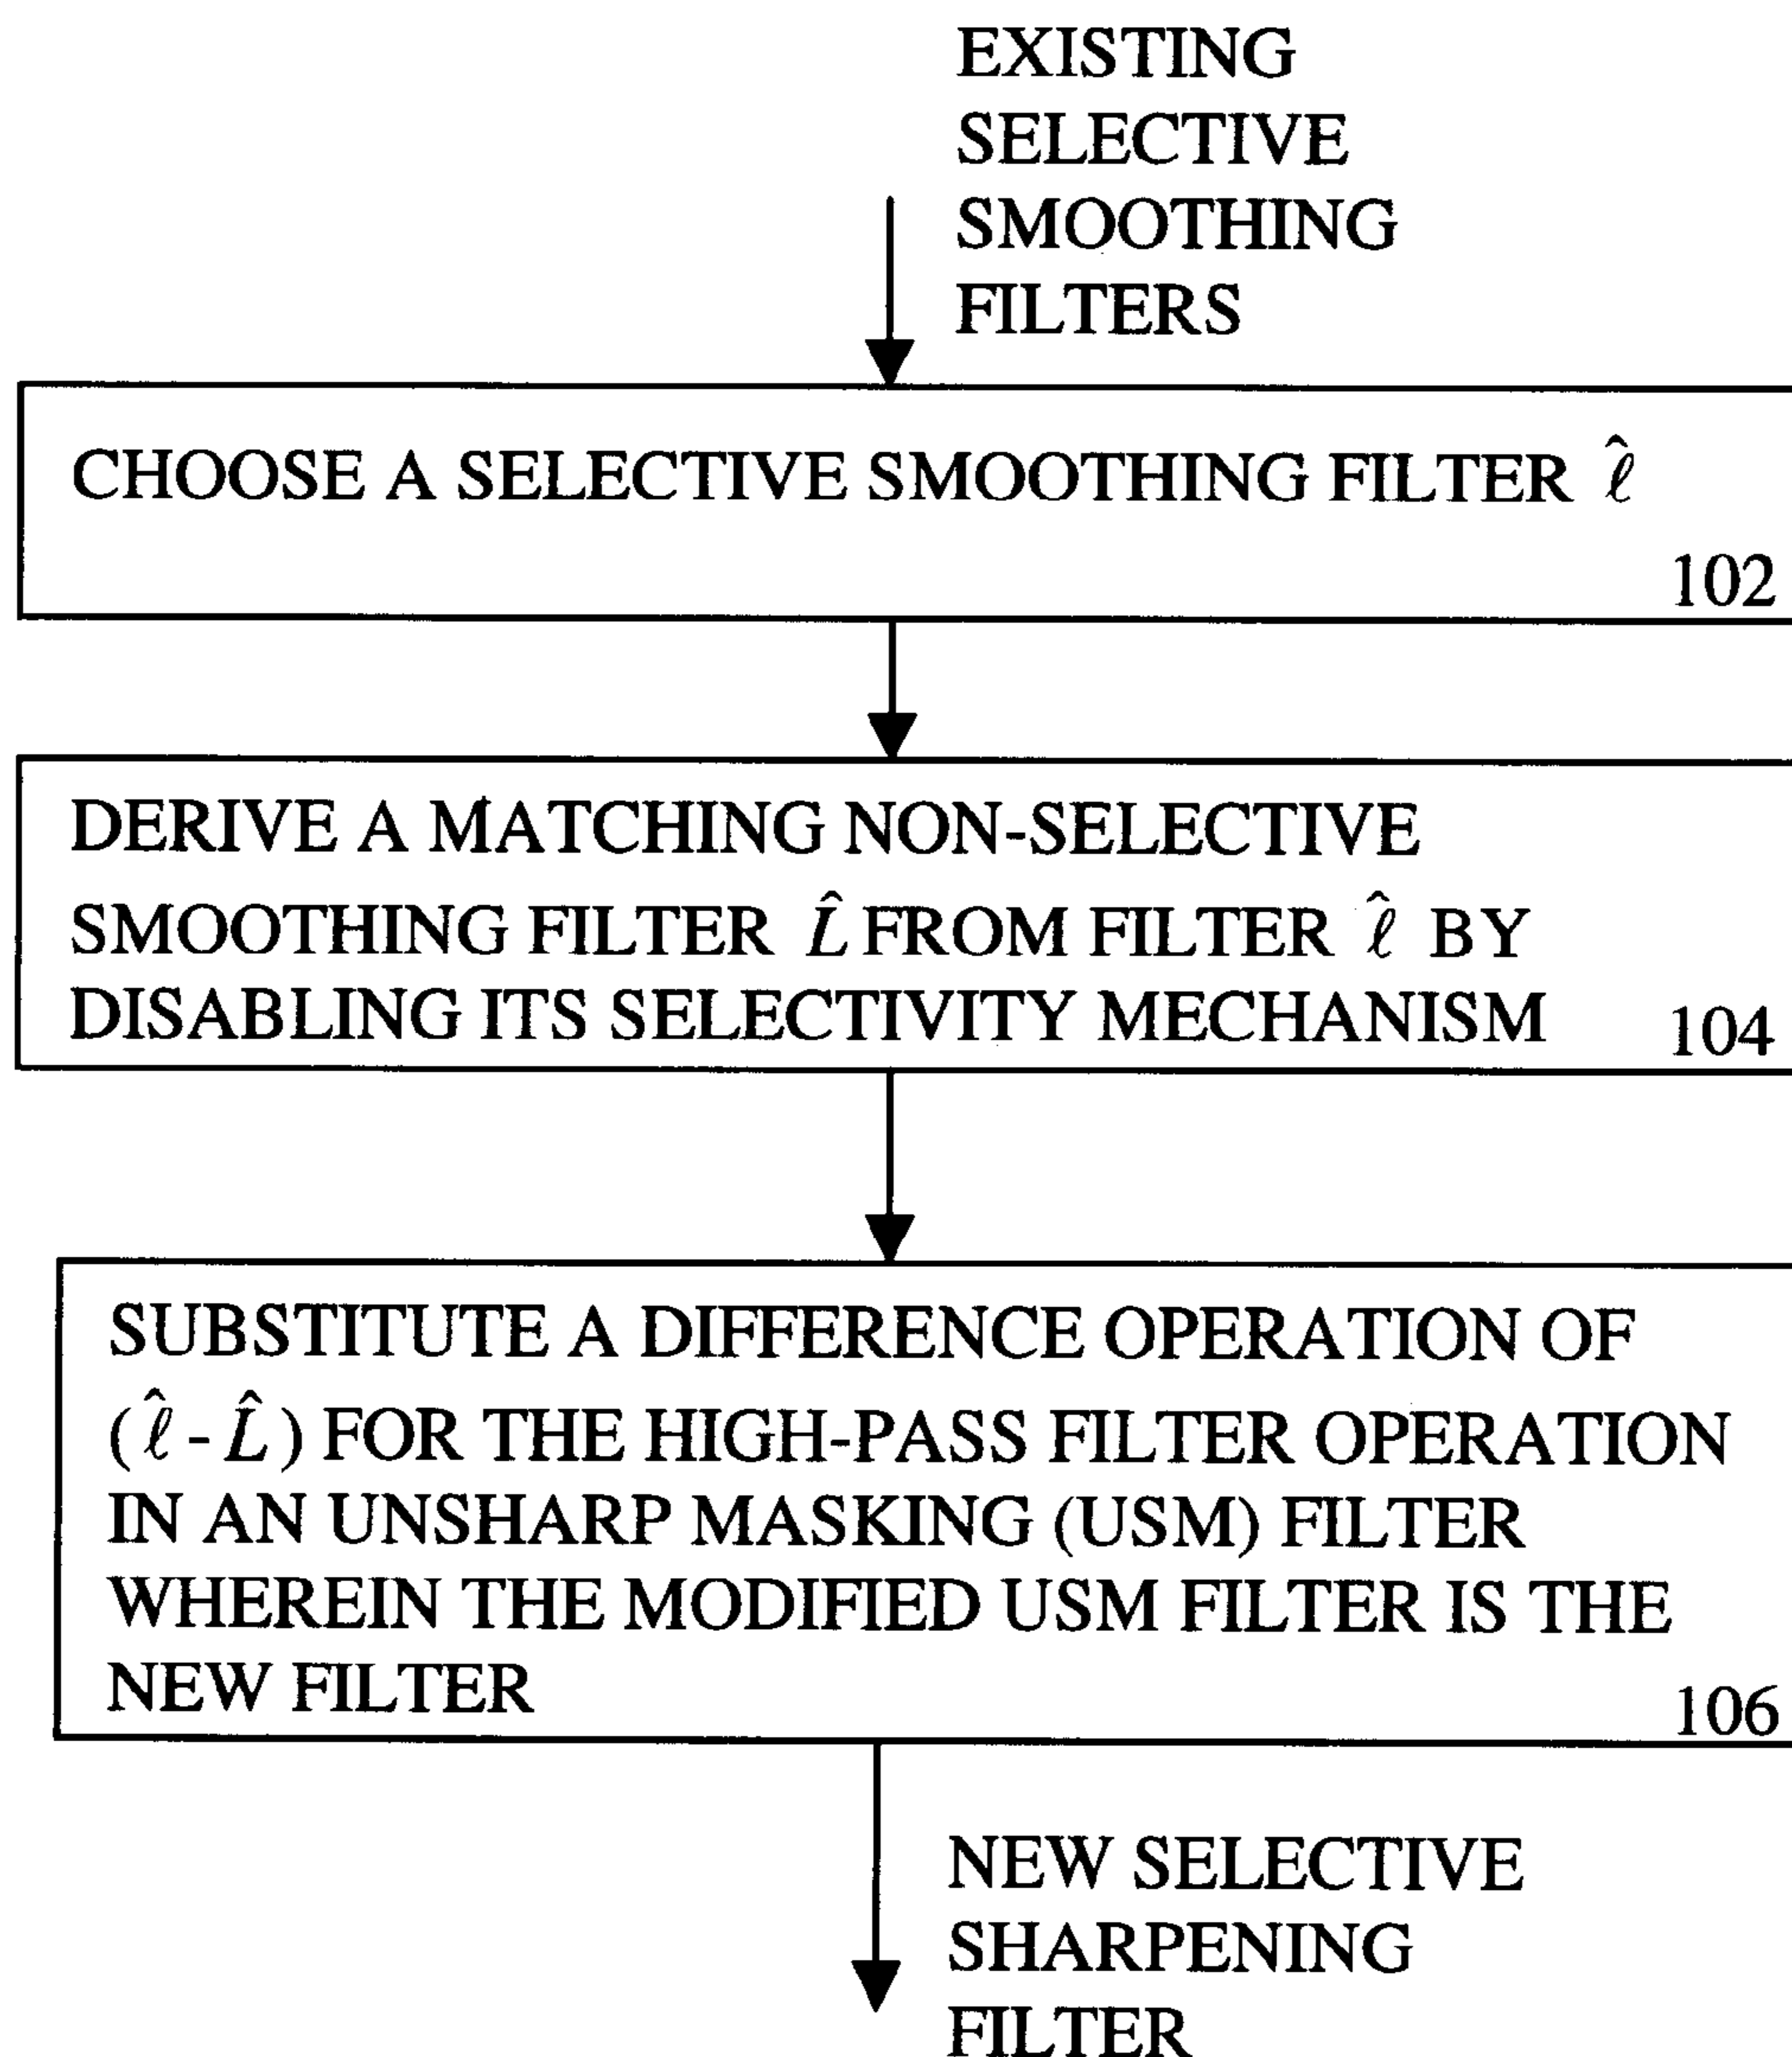 EXISTING
SELECTIVE
SMOOTHING
FILTERS
CHOOSE A SELECTIVE SMOOTHING FILTER ℓ̂
102
DERIVE A MATCHING NON-SELECTIVE
SMOOTHING FILTER L̂ FROM FILTER ℓ̂ BY
DISABLING ITS SELECTIVITY MECHANISM
104
SUBSTITUTE A DIFFERENCE OPERATION OF
(ℓ̂ - L̂) FOR THE HIGH-PASS FILTER OPERATION
IN AN UNSHARP MASKING (USM) FILTER
WHEREIN THE MODIFIED USM FILTER IS THE
NEW FILTER
106
NEW SELECTIVE
SHARPENING
FILTER